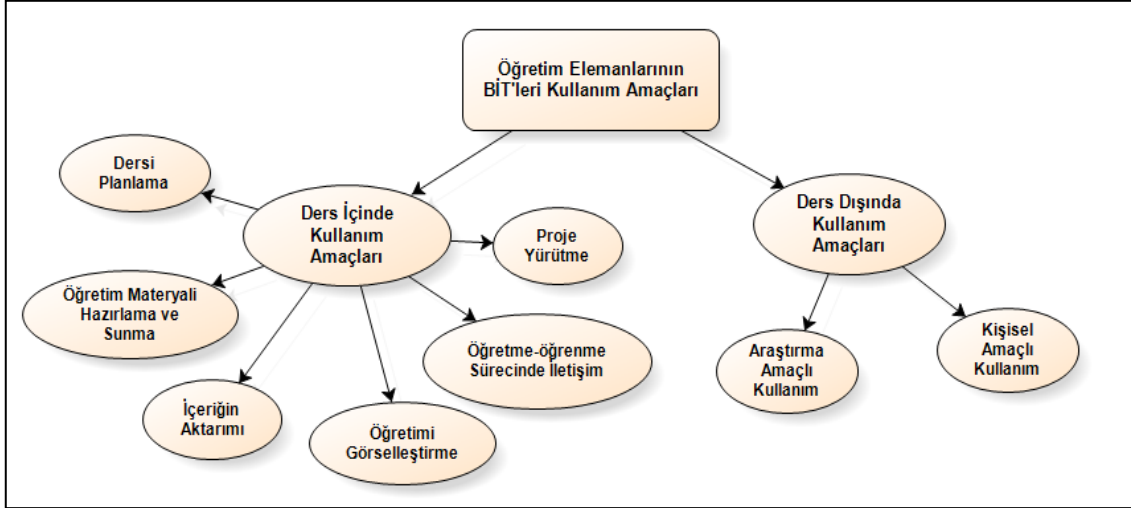 Öğretim Elemanlarının
BİT'leri Kullanım Amaçları
Dersi
Planlama
Ders İçinde
Kullanım
Amaçları
Proje
Yürütme
Ders Dışında
Kullanım
Amaçları
Öğretim Materyali
Hazırlama ve
Sunma
Öğretme-öğrenme
Sürecinde İletişim
Araştırma
Amaçlı
Kullanım
Kişisel
Amaçlı
Kullanım
İçeriğin
Aktarımı
Öğretimi
Görselleştirme